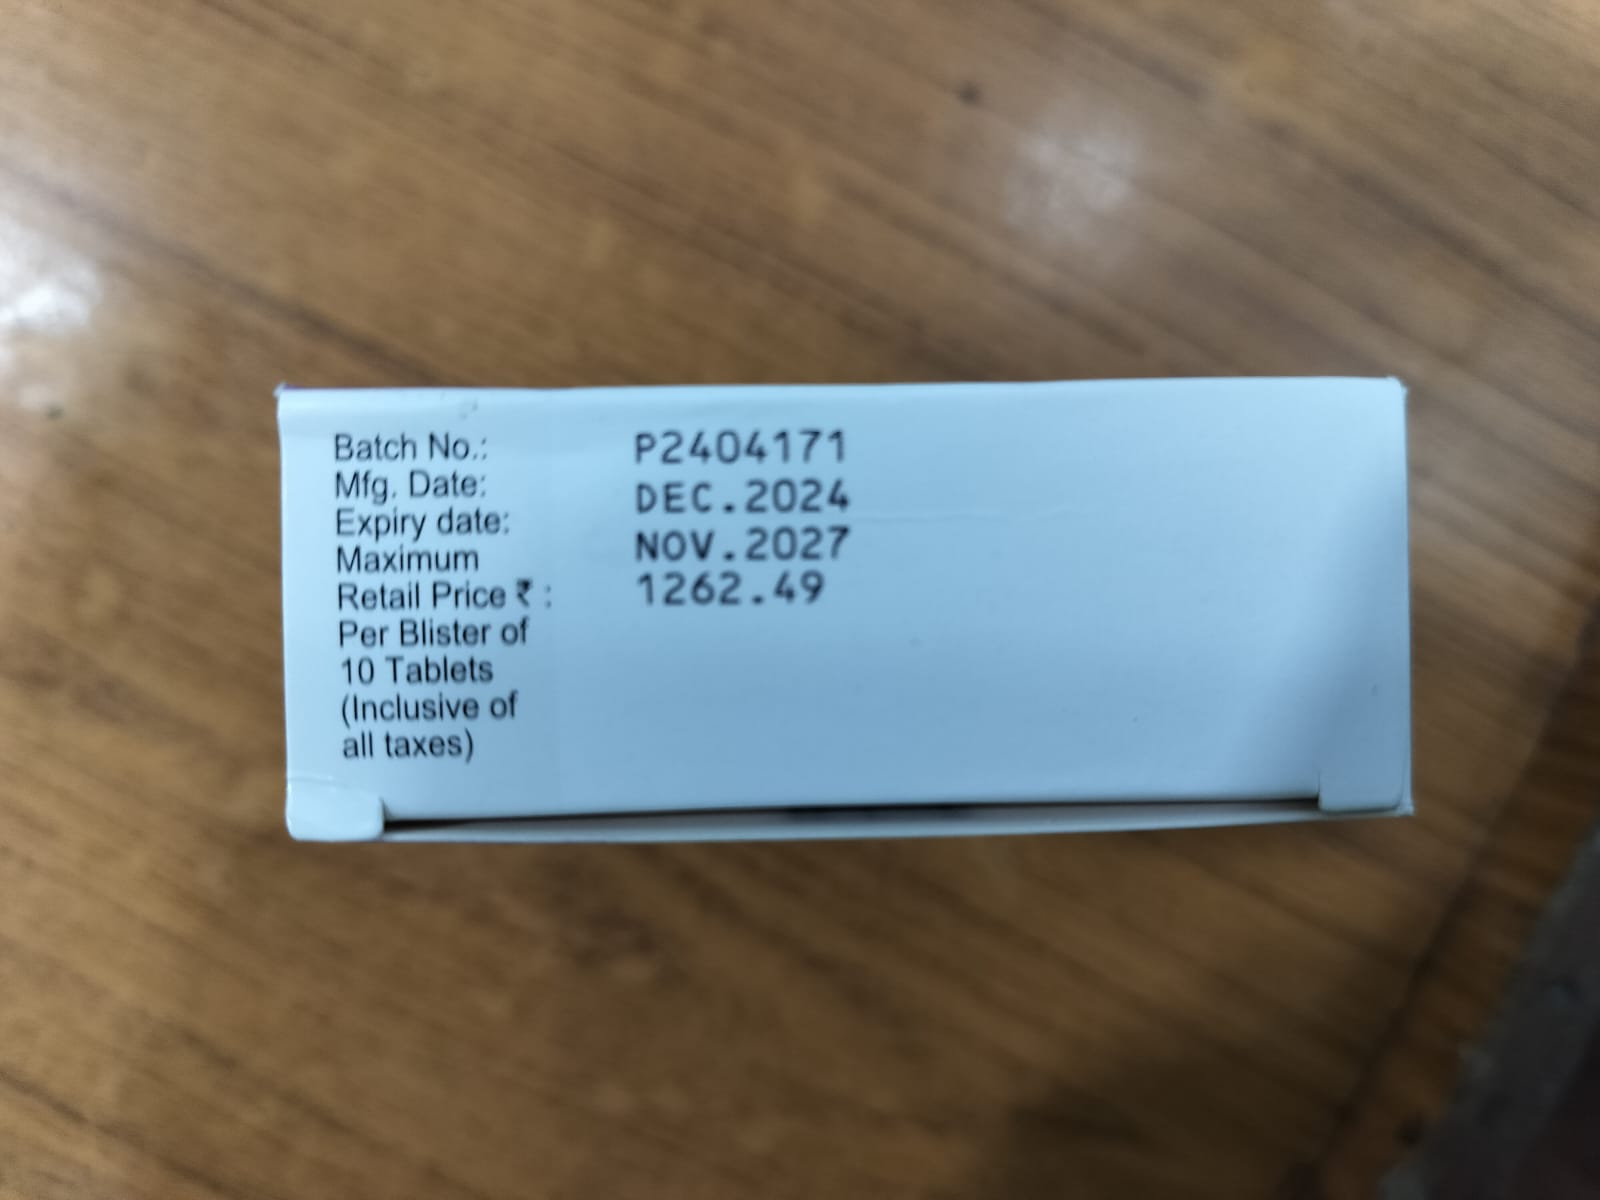 Batch No.: P2404171
Mfg. Date: DEC.2024
Expiry date: NOV.2027
Maximum
Retail Price ₹ : 1262.49
Per Blister of
10 Tablets
(Inclusive of
all taxes)